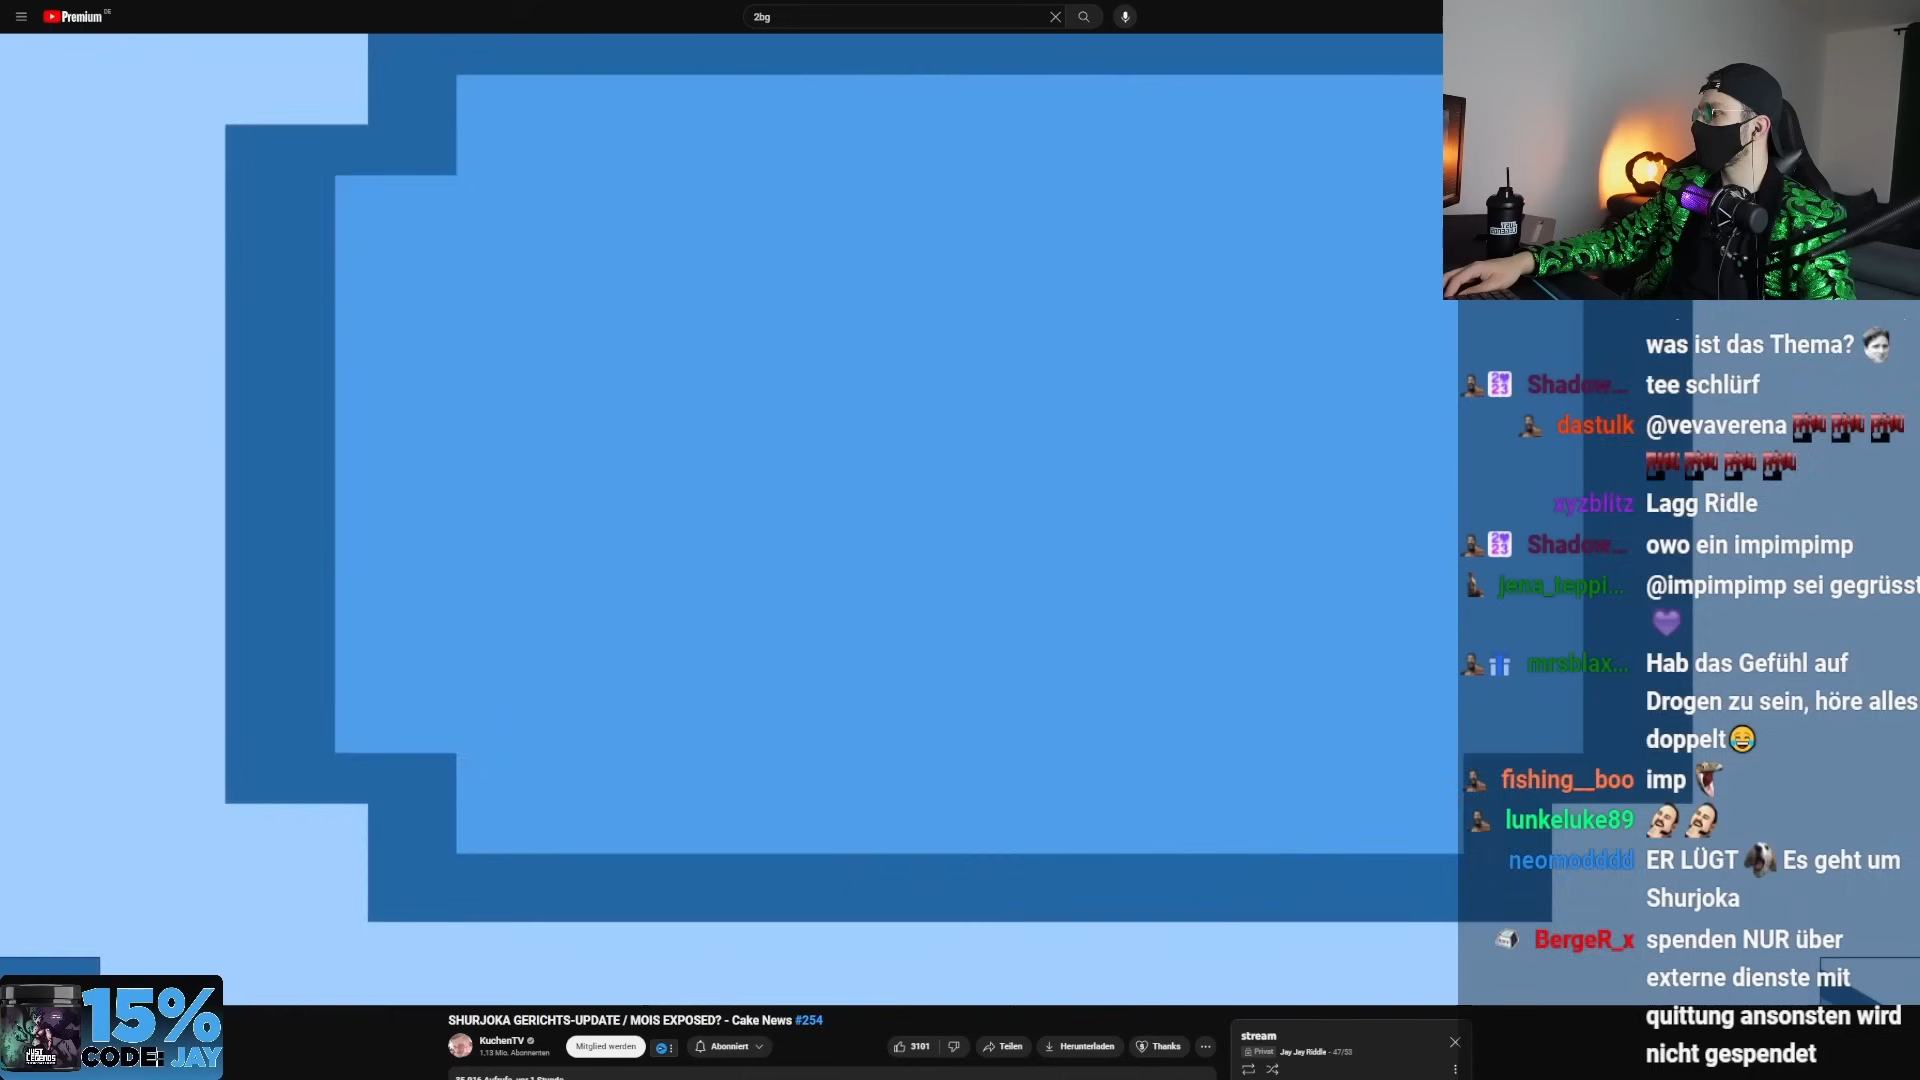 Premium DE
2bg
was ist das Thema?
Shadow... tee schlürf
dastulk @vevaverena
xyzblitz Lagg Ridle
Shadow... owo ein impimpimp
jena_teppi... @impimpimp sei gegrüsst
mrsblax... Hab das Gefühl auf
Drogen zu sein, höre alles
doppelt
fishing__boo imp
lunkeluke89
neomodddd ER LÜGT Es geht um
Shurjoka
BergeR_x spenden NUR über
externe dienste mit
quittung ansonsten wird
nicht gespendet
15%
CODE: JAY
JUST
LEGENDS
SHURJOKA GERICHTS-UPDATE / MOIS EXPOSED? - Cake News #254
KuchenTV
1.13 Mio. Abonnenten
Mitglied werden
Abonniert
3101
Teilen
Herunterladen
Thanks
stream
Privat Jay Jay Riddle - 47/53